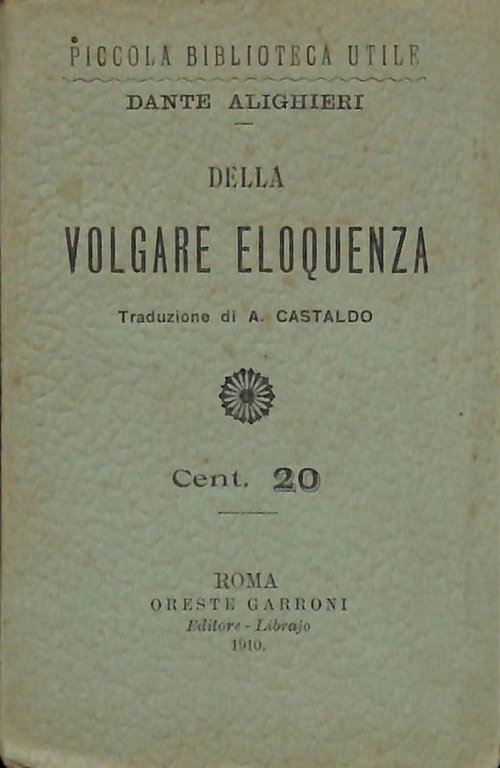 PICCOLA BIBLIOTECA UTILE
DANTE ALIGHIERI
DELLA
VOLGARE ELOQUENZA
Traduzione di A. CASTALDO
Cent. 20
ROMA
ORESTE GARRONI
Editore - Librajo
1910.